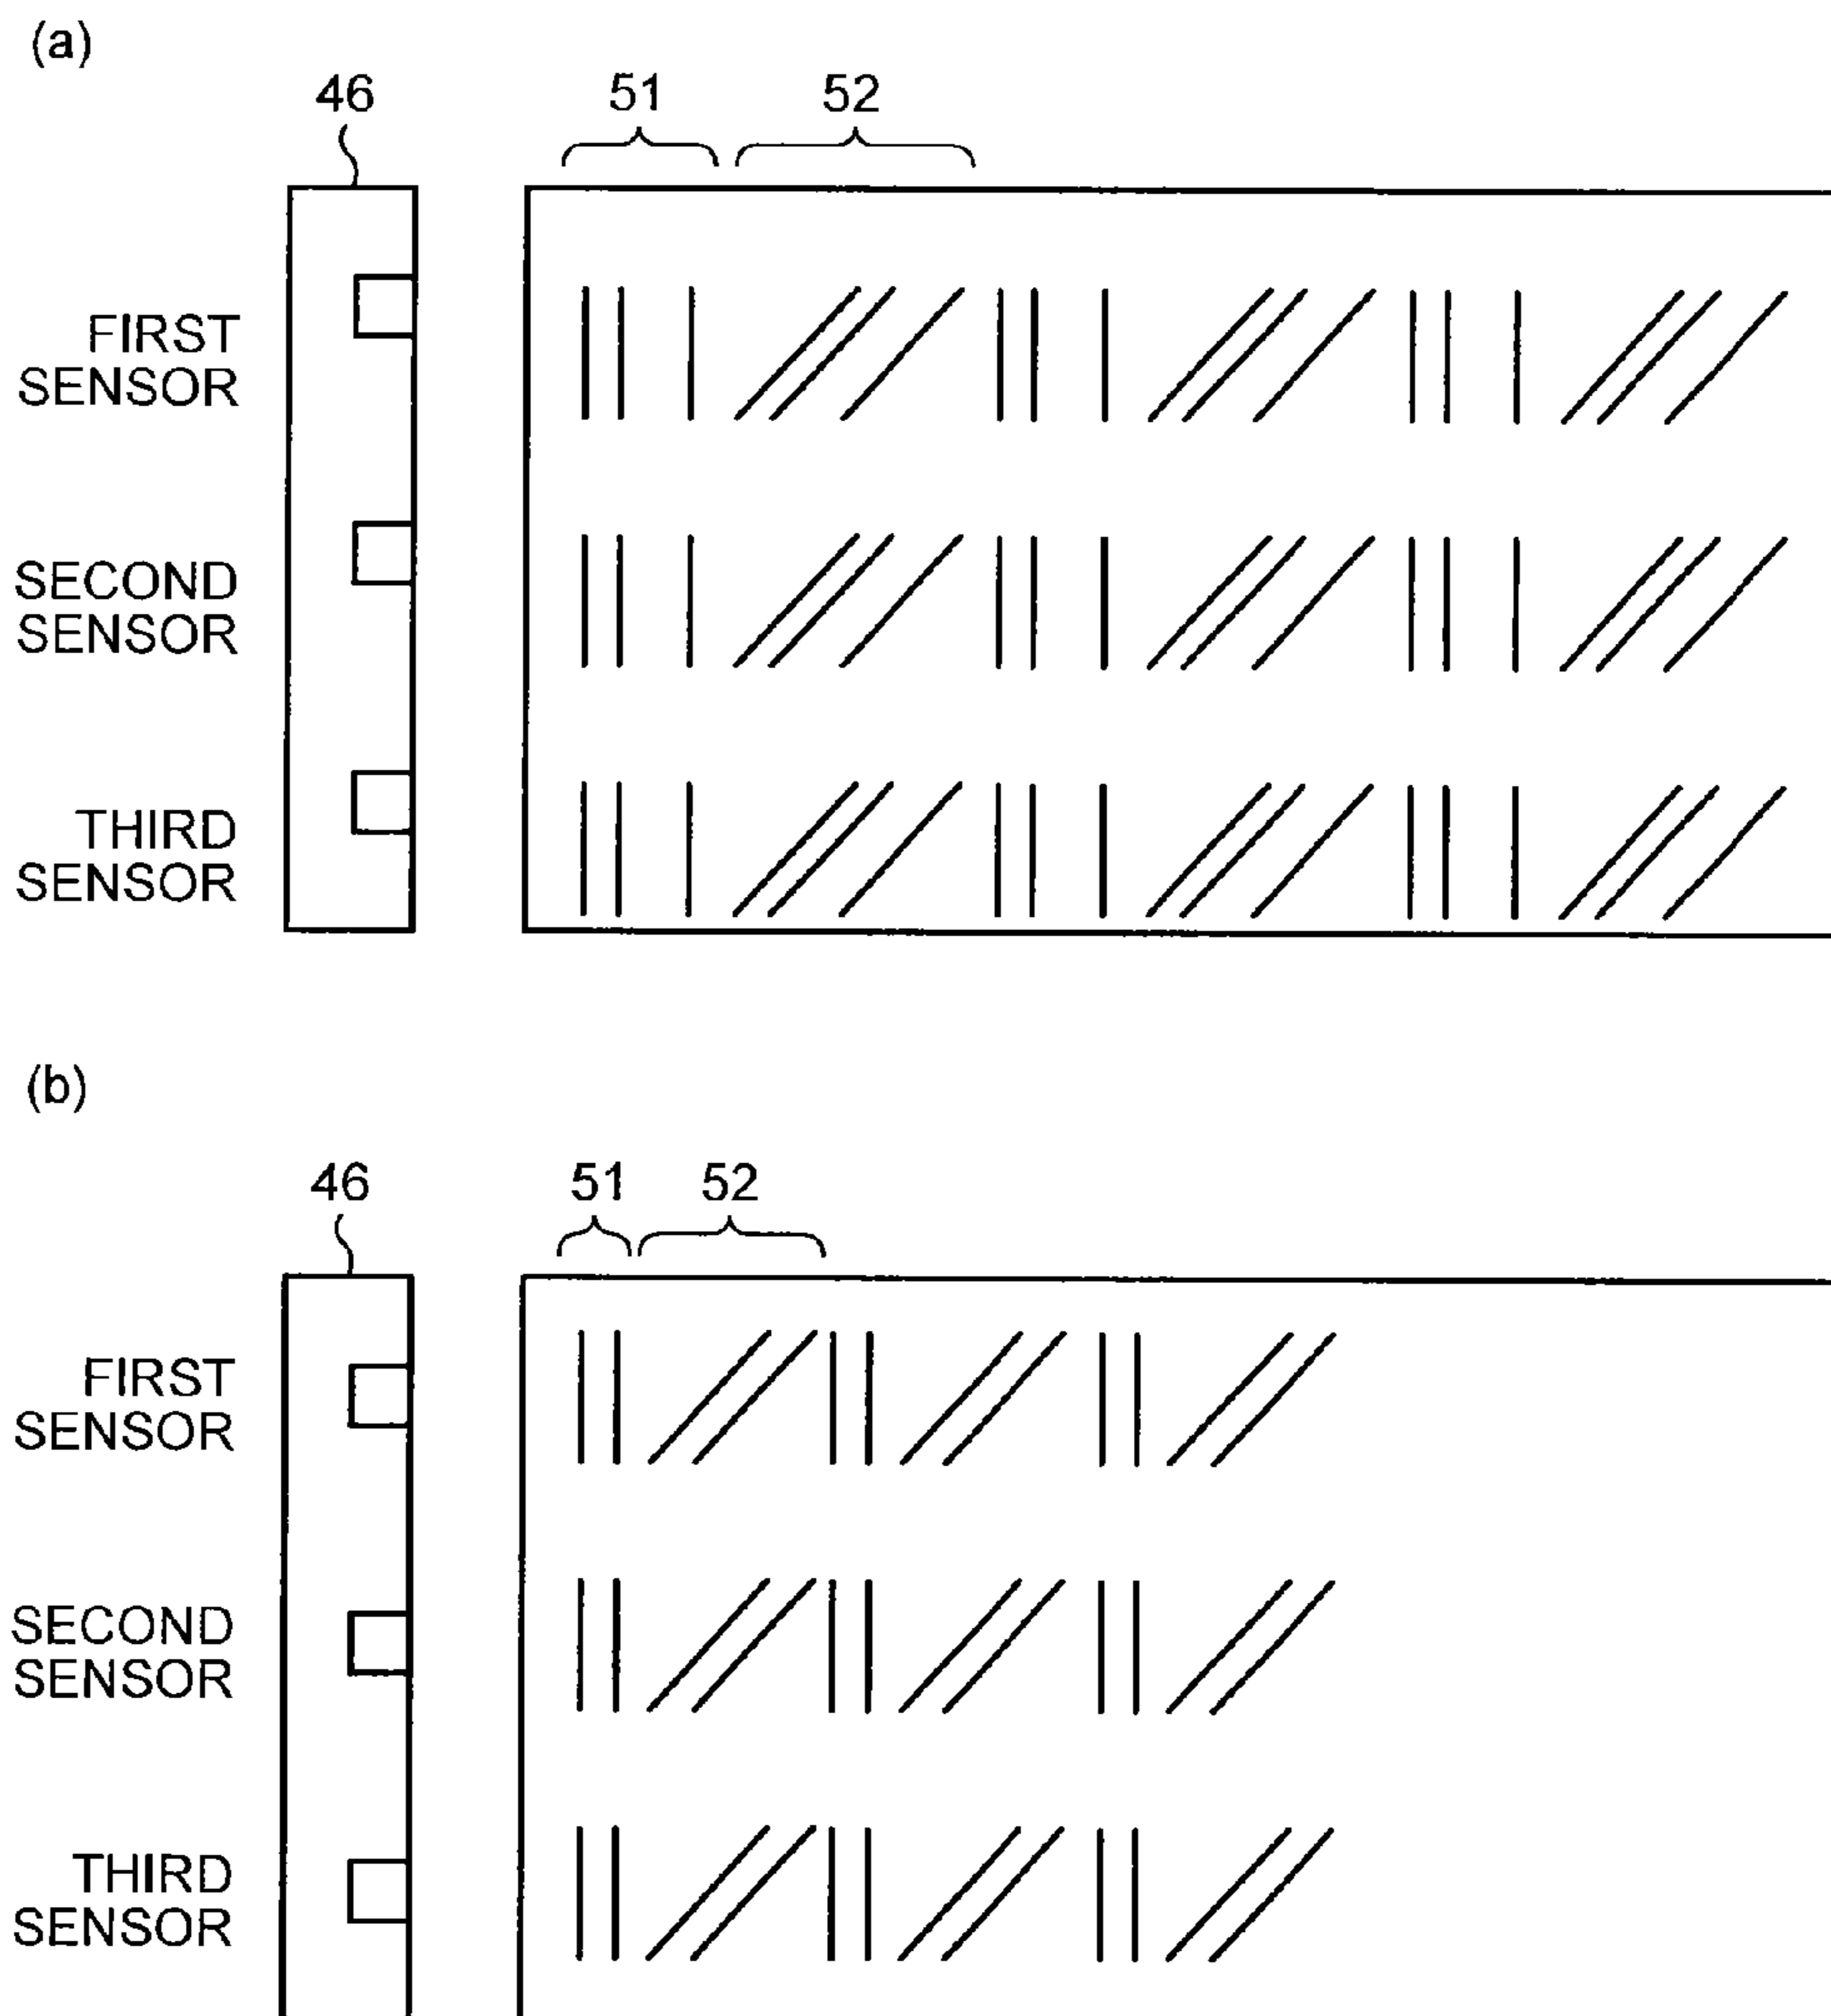 (a)
46
51
52
FIRST
SENSOR
SECOND
SENSOR
THIRD
SENSOR
(b)
46
51
52
FIRST
SENSOR
SECOND
SENSOR
THIRD
SENSOR